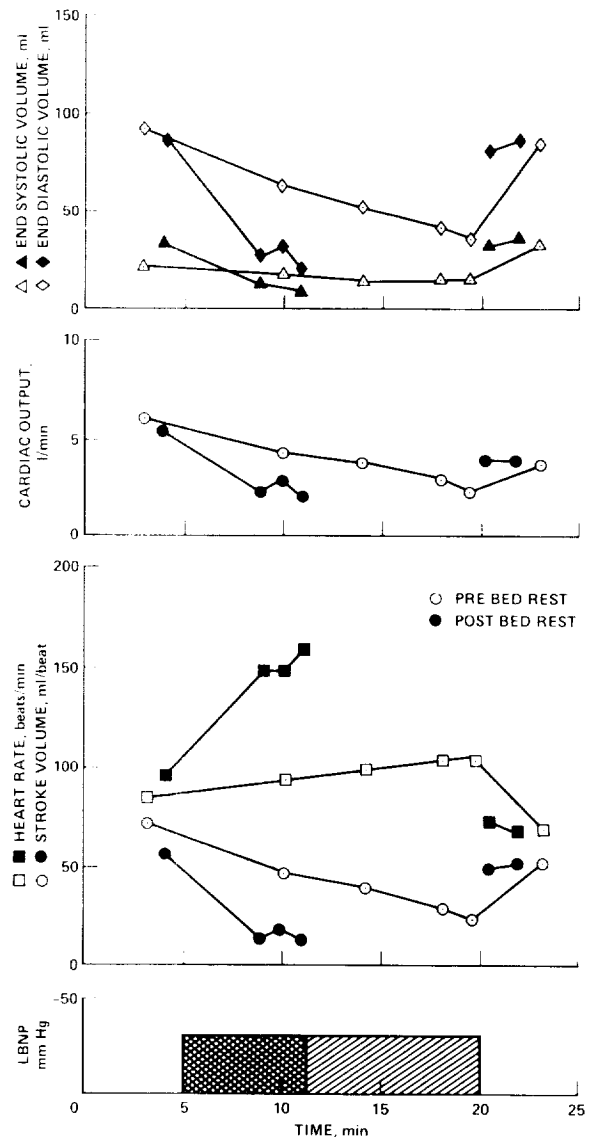 △ ▲ END SYSTOLIC VOLUME, ml
◇ ◆ END DIASTOLIC VOLUME, ml
150
100
50
0
CARDIAC OUTPUT,
l/min
10
5
0
□ ■ HEART RATE, beats/min
○ ● STROKE VOLUME, ml/beat
200
150
100
50
0
○ PRE BED REST
● POST BED REST
LBNP
mm Hg
-50
0
5
10
15
20
25
TIME, min